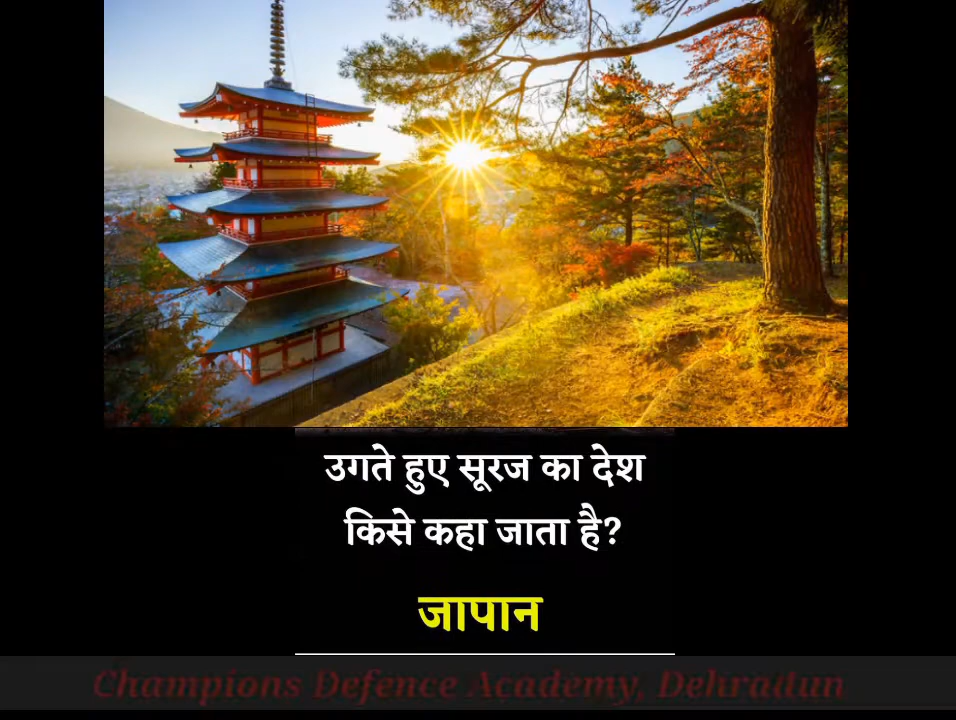 उगते हुए सूरज का देश
किसे कहा जाता है?
जापान
Champions Defence Academy, Dehradun